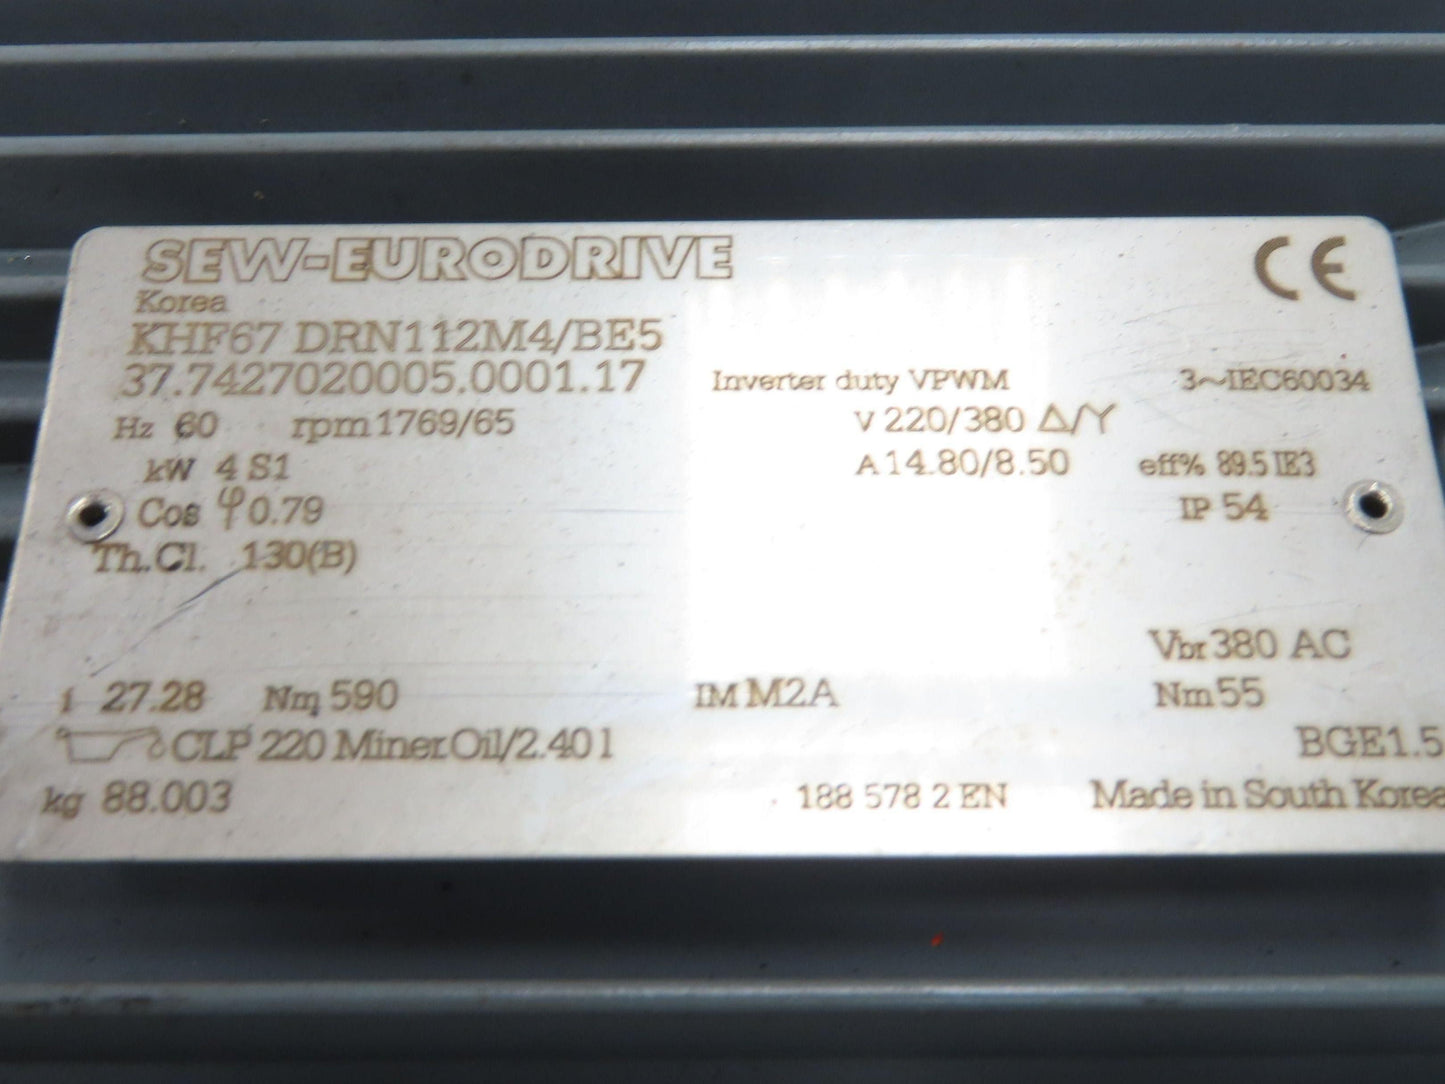 SEW-EURODRIVE CE
Korea
KHF67 DRN112M4/BE5
37.7427020005.0001.17 Inverter duty VPWM 3~IEC60034
Hz 60 rpm 1769/65 V 220/380 Δ/Y
kW 4 S1 A 14.80/8.50 eff% 89.5 IE3
Cos φ 0.79 IP 54
Th.Cl. 130(B)
Vbr 380 AC
i 27.28 Nm 590 IM M2A Nm 55
CLP 220 Miner.Oil/2.40 l BGE1.5
kg 88.003 188 578 2 EN Made in South Korea